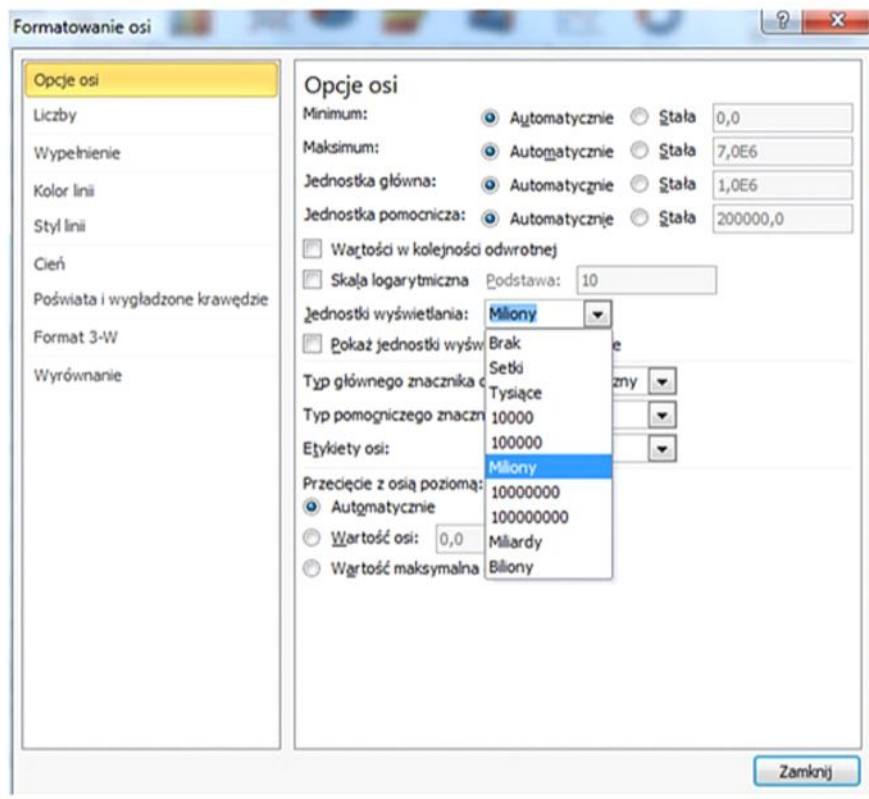 Formatowanie osi
Opcje osi
Liczby
Wypełnienie
Kolor linii
Styl linii
Cień
Poświata i wygładzone krawędzie
Format 3-W
Wyrównanie
Opcje osi
Minimum: Automatycznie Stała 0,0
Maksimum: Automatycznie Stała 7,0E6
Jednostka główna: Automatycznie Stała 1,0E6
Jednostka pomocnicza: Automatycznie Stała 200000,0
Wartości w kolejności odwrotnej
Skala logarytmiczna Podstawa: 10
Jednostki wyświetlania: Miliony
Pokaż jednostki wyśw e
Typ głównego znacznika zny
Typ pomocniczego znaczn
Etykiety osi:
Brak
Setki
Tysiące
10000
100000
Miliony
10000000
100000000
Miliardy
Biliony
Przecięcie z osią poziomą:
Automatycznie
Wartość osi: 0,0
Wartość maksymalna
Zamknij